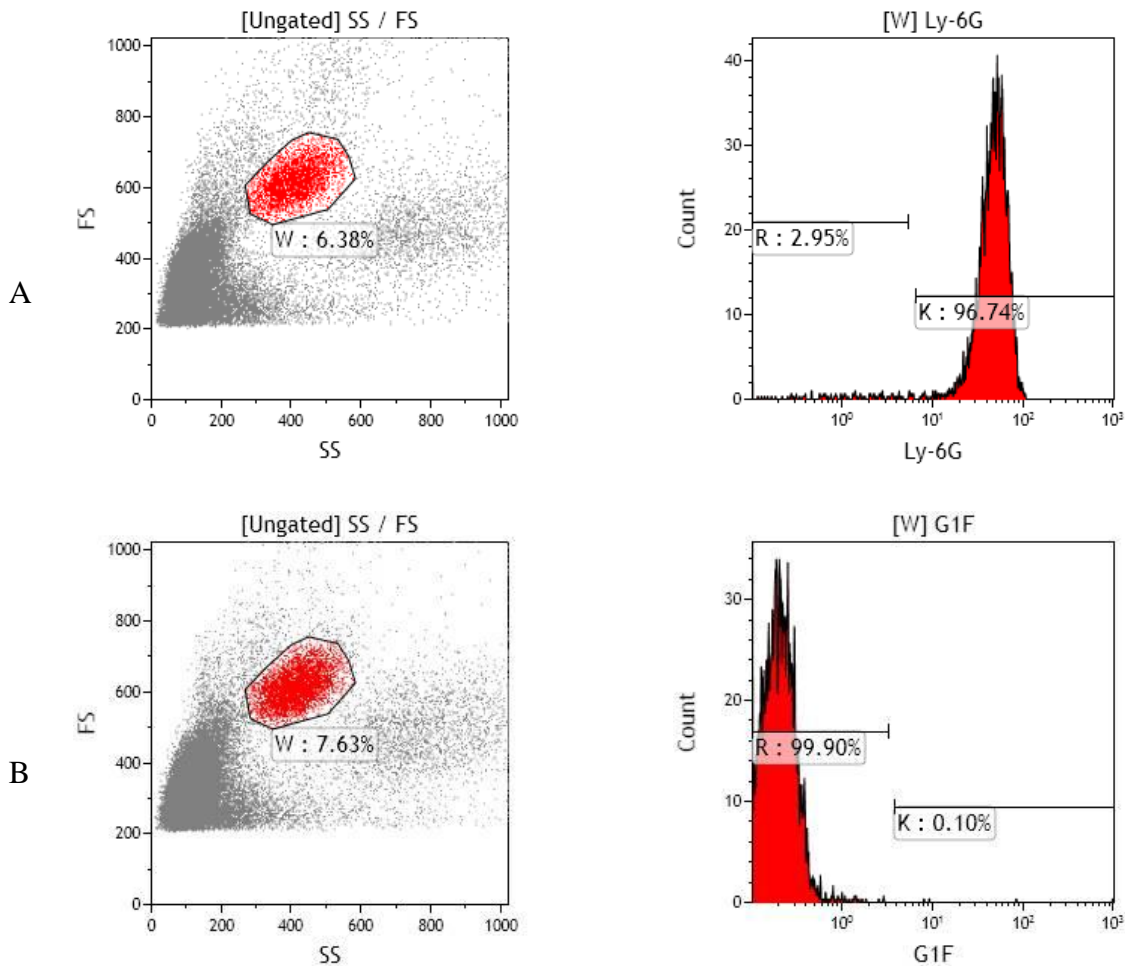 A
[Ungated] SS / FS
1000
800
600
400
200
0
FS
W : 6.38%
0 200 400 600 800 1000
SS
[W] Ly-6G
40
30
20
10
0
Count
R : 2.95%
K : 96.74%
10⁰ 10¹ 10² 10³
Ly-6G
B
[Ungated] SS / FS
1000
800
600
400
200
0
FS
W : 7.63%
0 200 400 600 800 1000
SS
[W] G1F
30
20
10
0
Count
R : 99.90%
K : 0.10%
10⁰ 10¹ 10² 10³
G1F